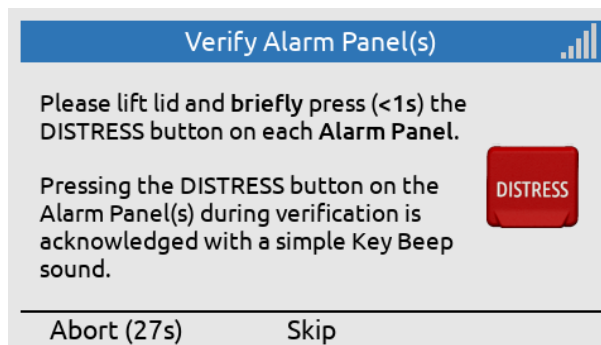 Verify Alarm Panel(s)
Please lift lid and briefly press (<1s) the
DISTRESS button on each Alarm Panel.
Pressing the DISTRESS button on the
Alarm Panel(s) during verification is
acknowledged with a simple Key Beep
sound.
DISTRESS
Abort (27s)
Skip